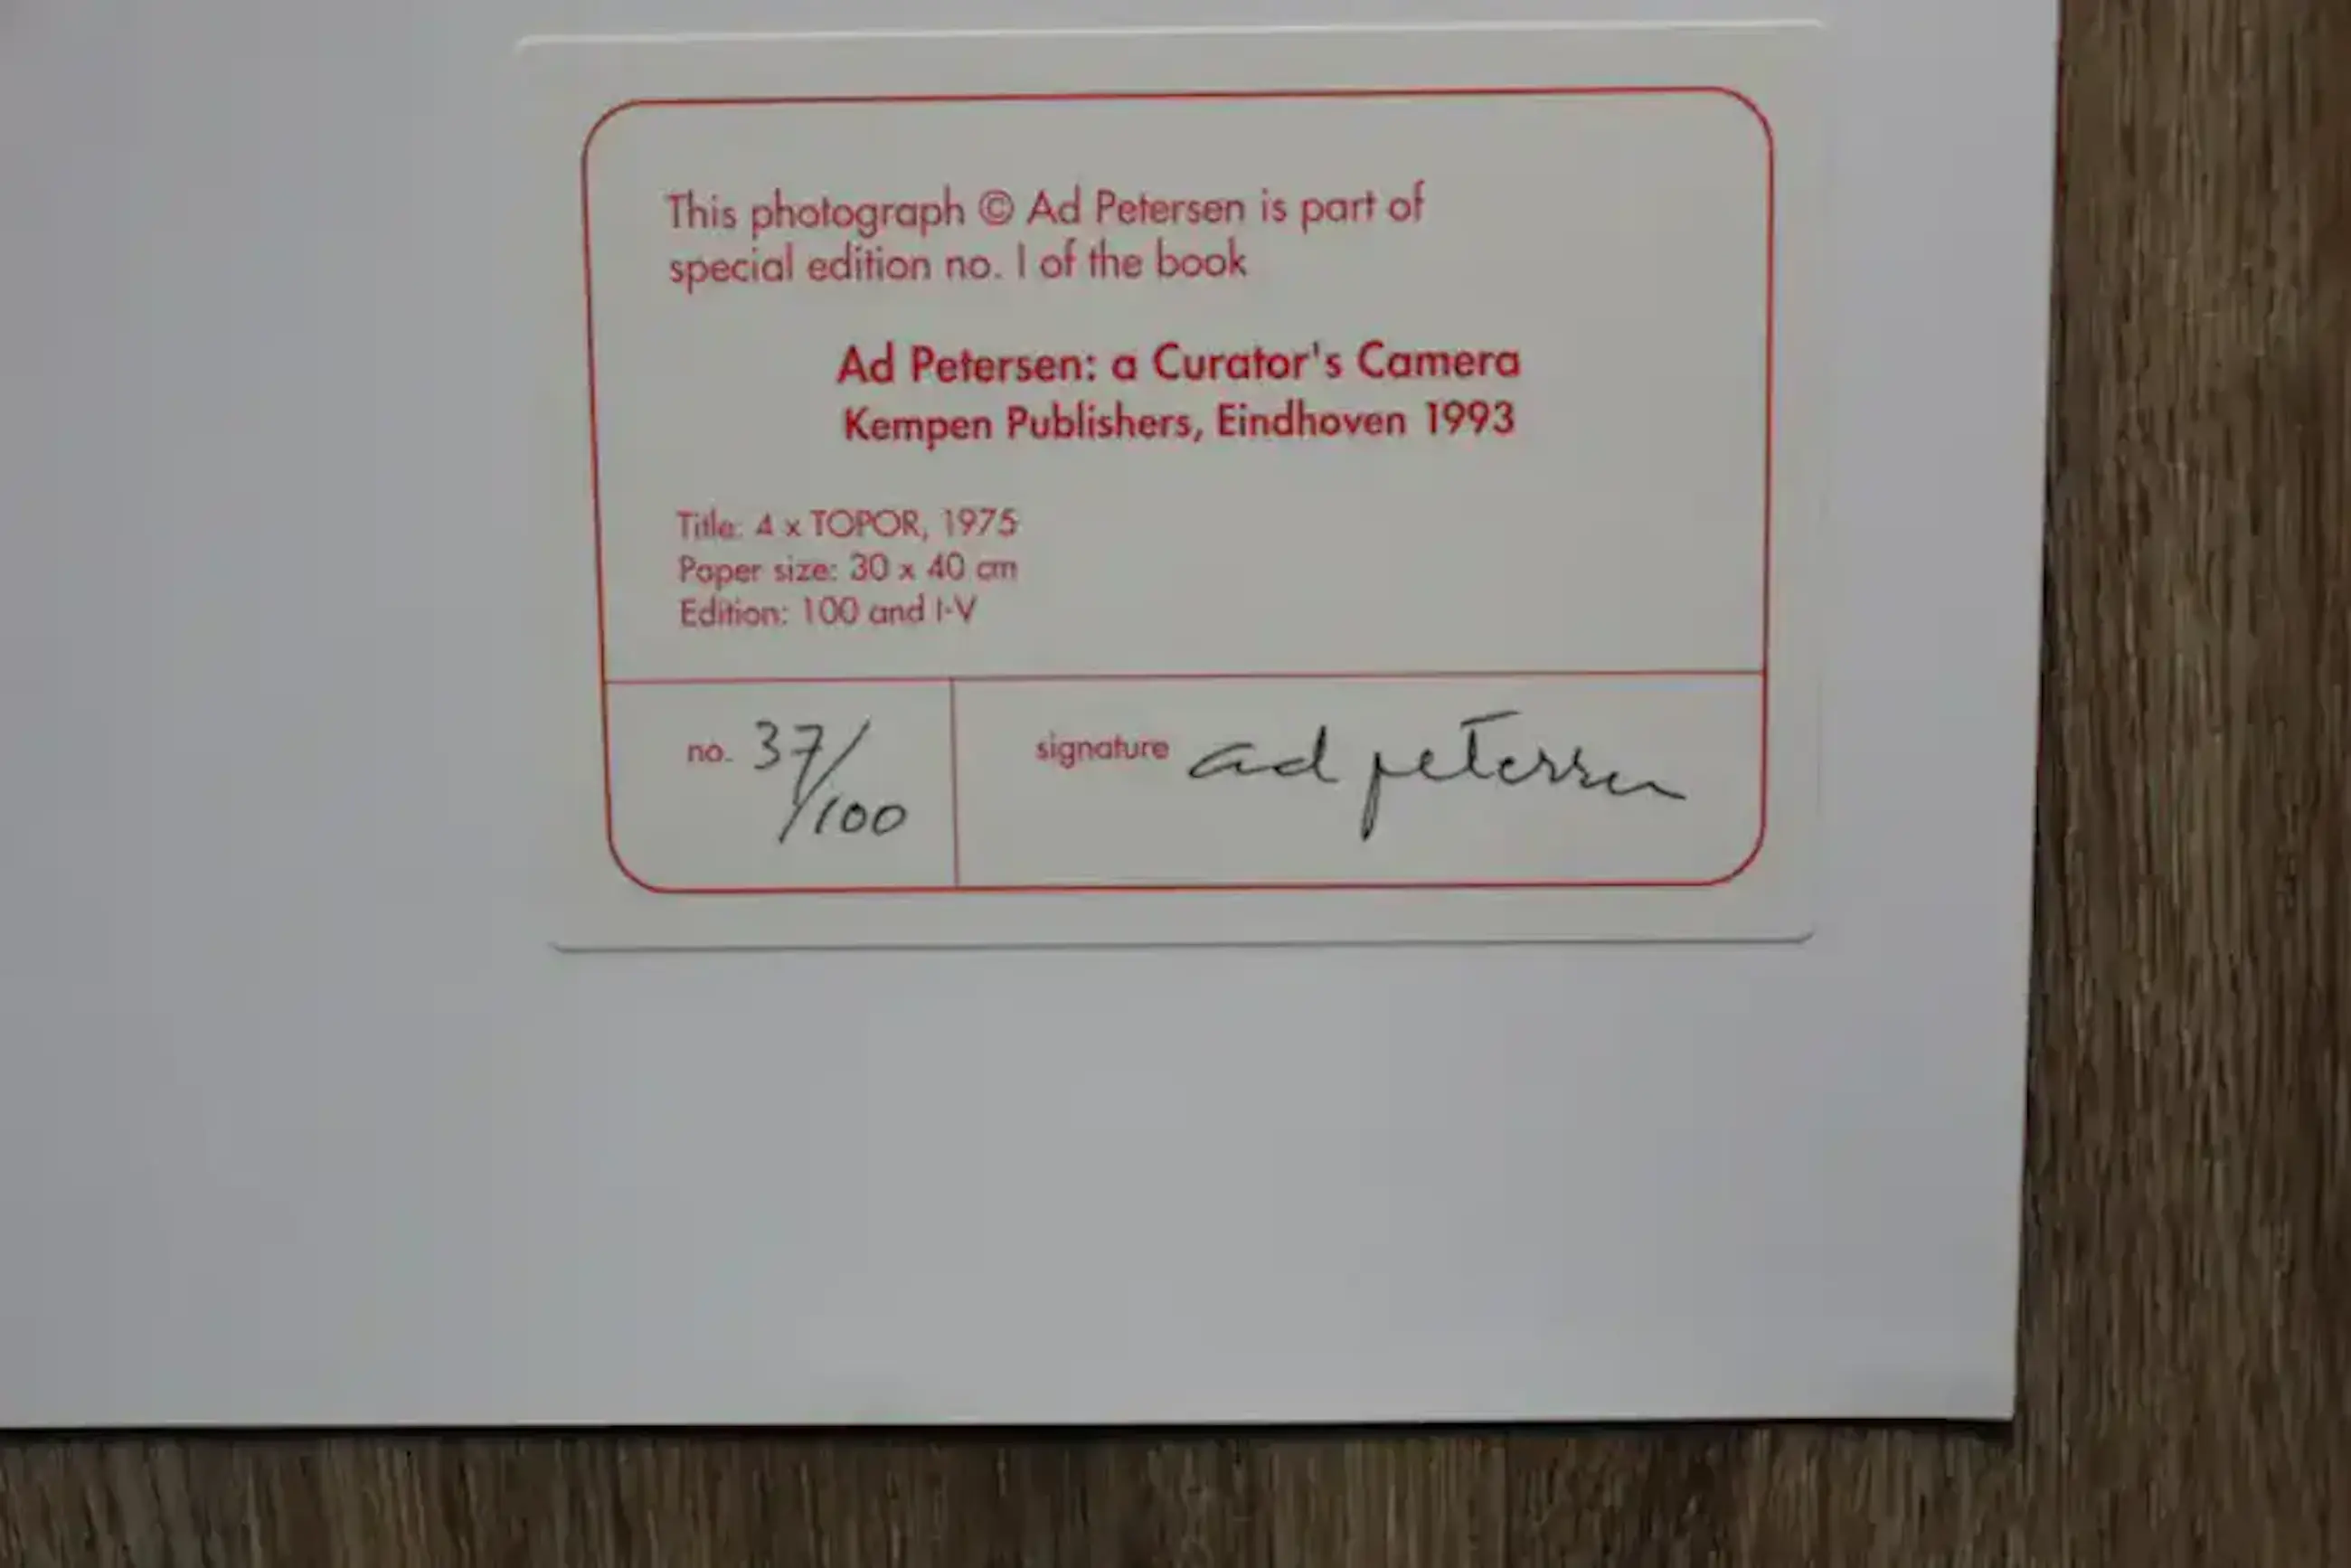 This photograph © Ad Petersen is part of
special edition no. I of the book
Ad Petersen: a Curator's Camera
Kempen Publishers, Eindhoven 1993
Title: 4 x TOPOR, 1975
Paper size: 30 x 40 cm
Edition: 100 and I-V
no. 37/100
signature ad petersen